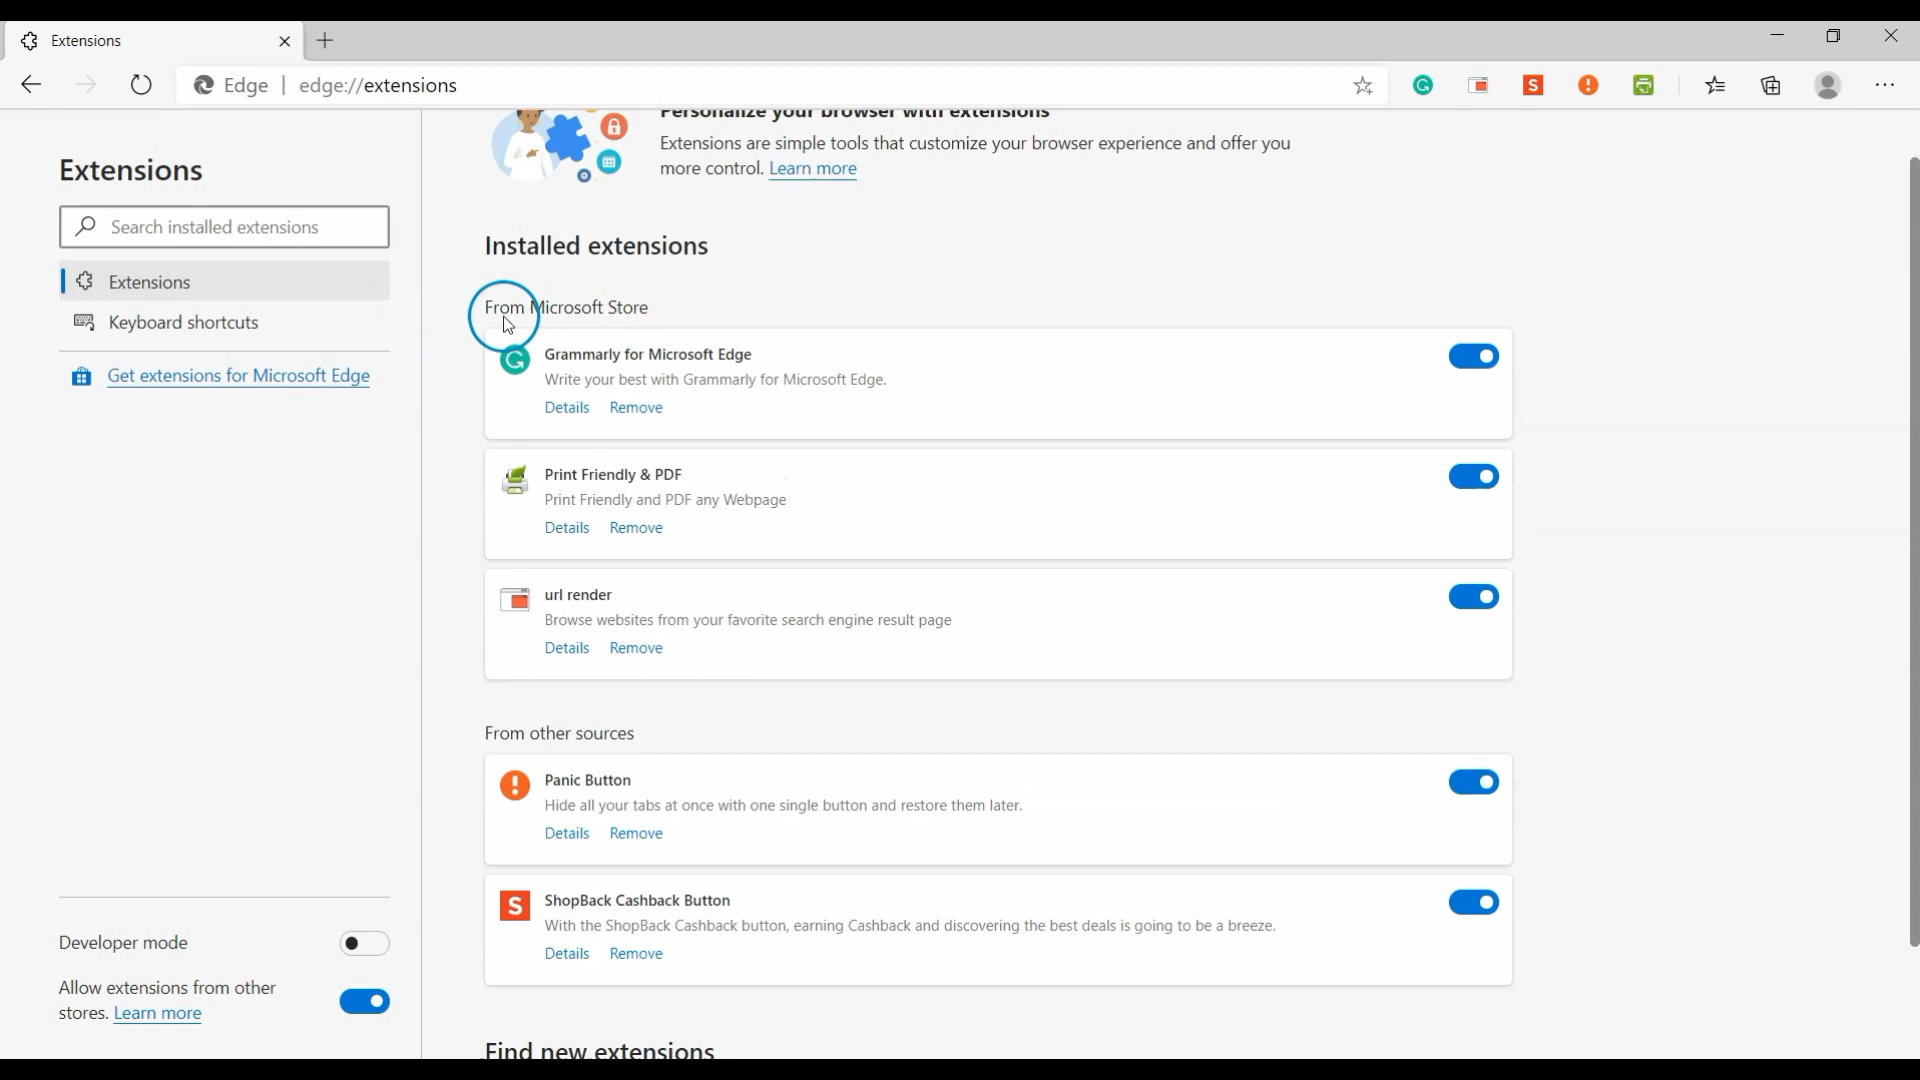 Extensions
Edge | edge://extensions
S
Extensions
Search installed extensions
Extensions
Keyboard shortcuts
Get extensions for Microsoft Edge
Developer mode
Allow extensions from other
stores. Learn more
Personalize your browser with extensions
Extensions are simple tools that customize your browser experience and offer you
more control. Learn more
Installed extensions
From Microsoft Store
Grammarly for Microsoft Edge
Write your best with Grammarly for Microsoft Edge.
Details Remove
Print Friendly & PDF
Print Friendly and PDF any Webpage
Details Remove
url render
Browse websites from your favorite search engine result page
Details Remove
From other sources
Panic Button
Hide all your tabs at once with one single button and restore them later.
Details Remove
S
ShopBack Cashback Button
With the ShopBack Cashback button, earning Cashback and discovering the best deals is going to be a breeze.
Details Remove
Find new extensions